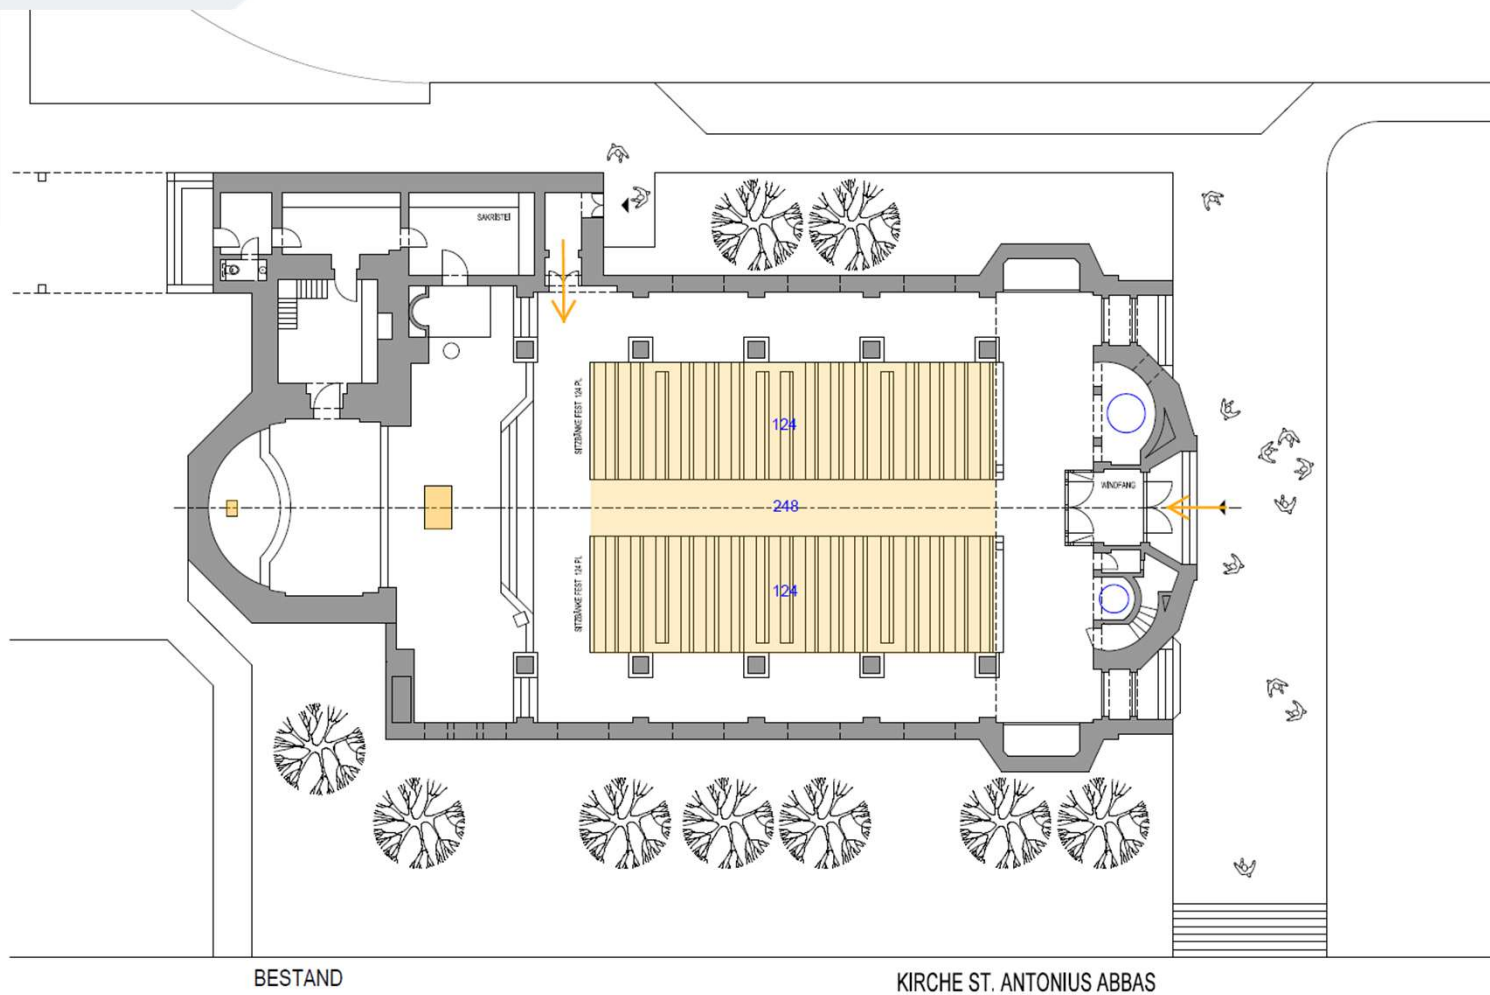 SAKRISTEI
SITZBÄNKE FEST 124 PL.
124
WINDFANG
248
SITZBÄNKE FEST 124 PL.
124
BESTAND
KIRCHE ST. ANTONIUS ABBAS